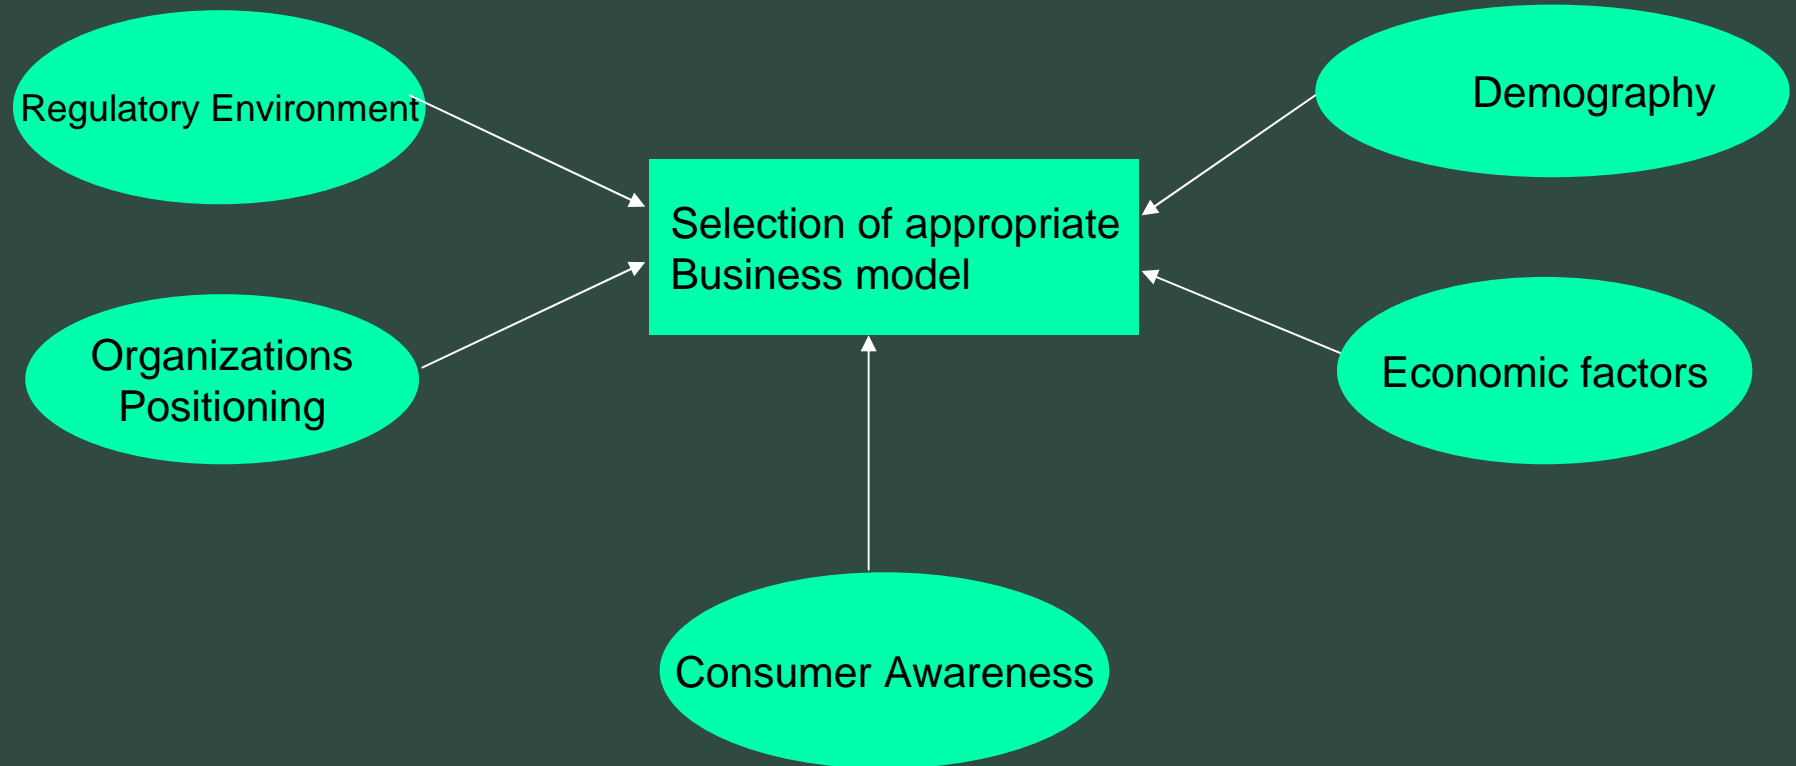 Regulatory Environment
Demography
Selection of appropriate
Business model
Organizations
Positioning
Economic factors
Consumer Awareness